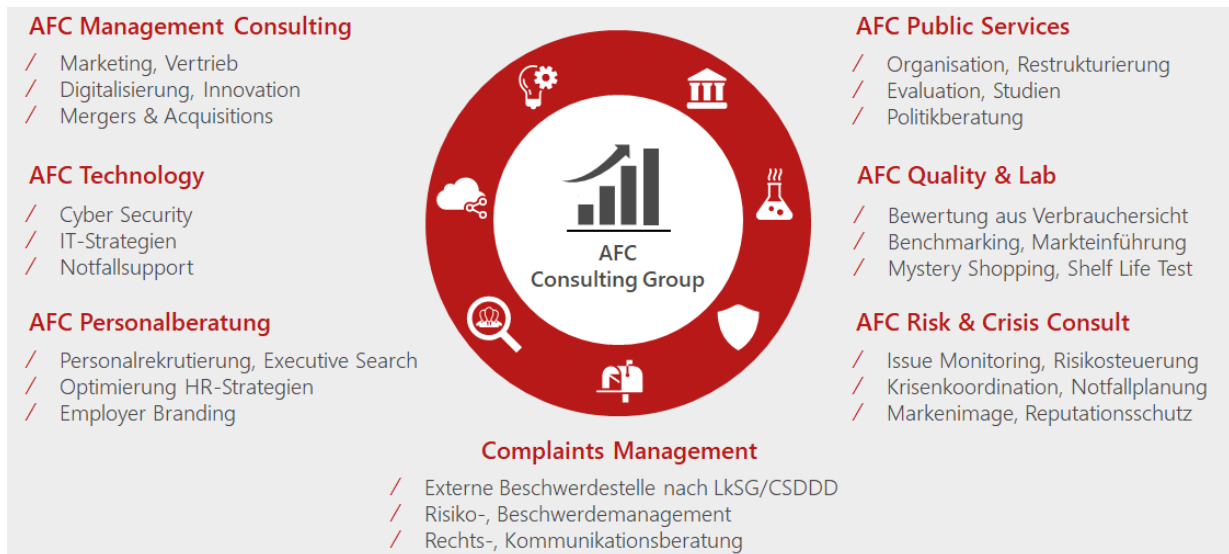 AFC Management Consulting
/ Marketing, Vertrieb
/ Digitalisierung, Innovation
/ Mergers & Acquisitions
AFC Technology
/ Cyber Security
/ IT-Strategien
/ Notfallsupport
AFC Personalberatung
/ Personalrekrutierung, Executive Search
/ Optimierung HR-Strategien
/ Employer Branding
AFC
Consulting Group
AFC Public Services
/ Organisation, Restrukturierung
/ Evaluation, Studien
/ Politikberatung
AFC Quality & Lab
/ Bewertung aus Verbrauchersicht
/ Benchmarking, Markteinführung
/ Mystery Shopping, Shelf Life Test
AFC Risk & Crisis Consult
/ Issue Monitoring, Risikosteuerung
/ Krisenkoordination, Notfallplanung
/ Markenimage, Reputationsschutz
Complaints Management
/ Externe Beschwerdestelle nach LkSG/CSDDD
/ Risiko-, Beschwerdemanagement
/ Rechts-, Kommunikationsberatung